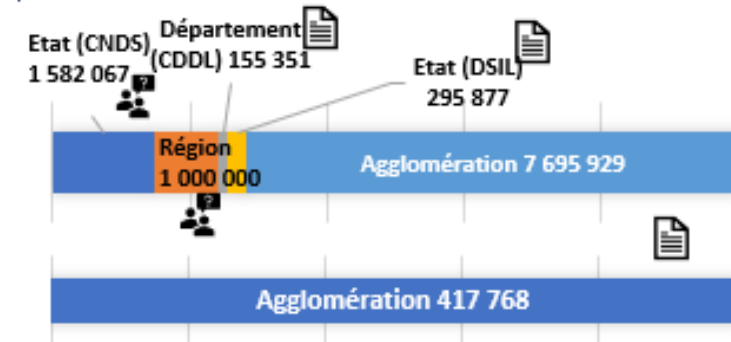 Etat (CNDS)
1 582 067
Département
(CDDL) 155 351
Etat (DSIL)
295 877
Région
1 000 000
Agglomération 7 695 929
?
?
Agglomération 417 768